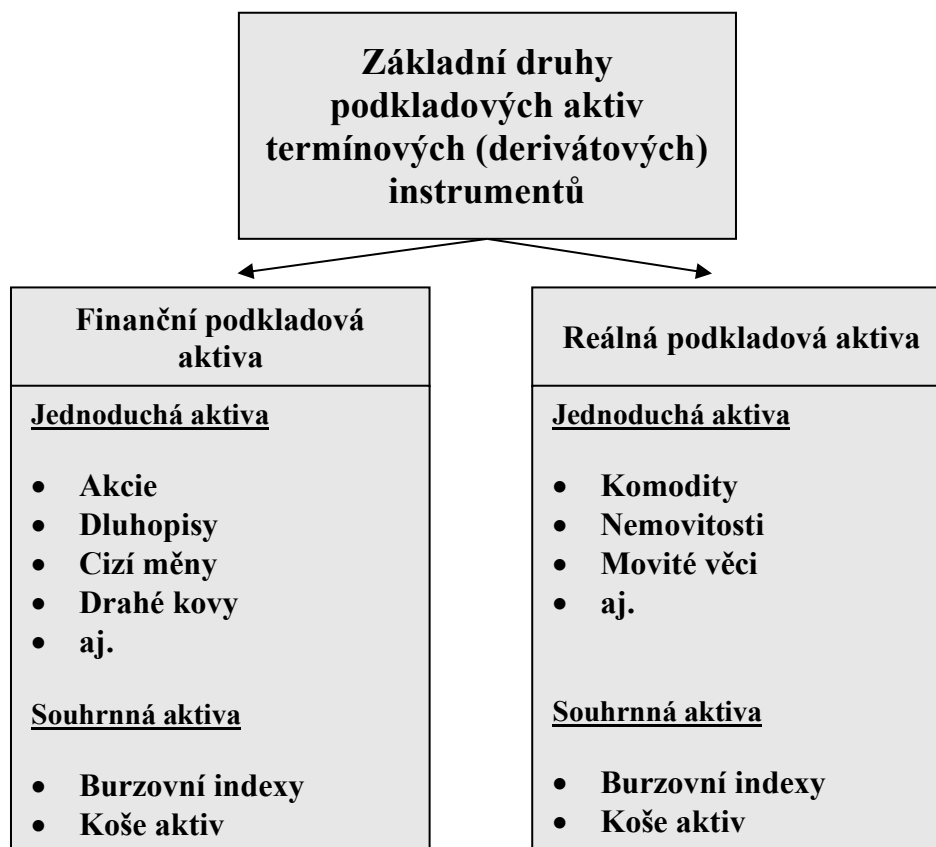 Základní druhy
podkladových aktiv
termínových (derivátových)
instrumentů
Finanční podkladová
aktiva
Jednoduchá aktiva
• Akcie
• Dluhopisy
• Cizí měny
• Drahé kovy
• aj.
Souhrnná aktiva
• Burzovní indexy
• Koše aktiv
Reálná podkladová aktiva
Jednoduchá aktiva
• Komodity
• Nemovitosti
• Movité věci
• aj.
Souhrnná aktiva
• Burzovní indexy
• Koše aktiv